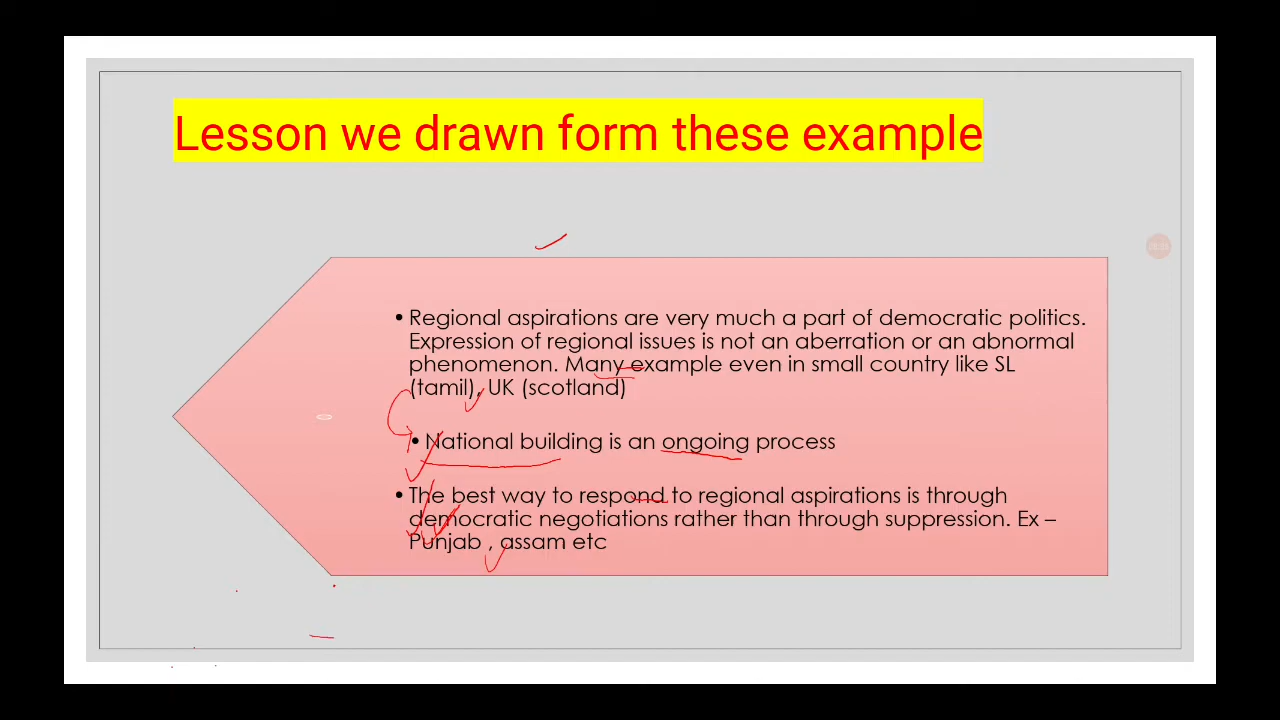 Lesson we drawn form these example
• Regional aspirations are very much a part of democratic politics.
Expression of regional issues is not an aberration or an abnormal
phenomenon. Many example even in small country like SL
(tamil), UK (scotland)
• National building is an ongoing process
• The best way to respond to regional aspirations is through
democratic negotiations rather than through suppression. Ex –
Punjab , assam etc